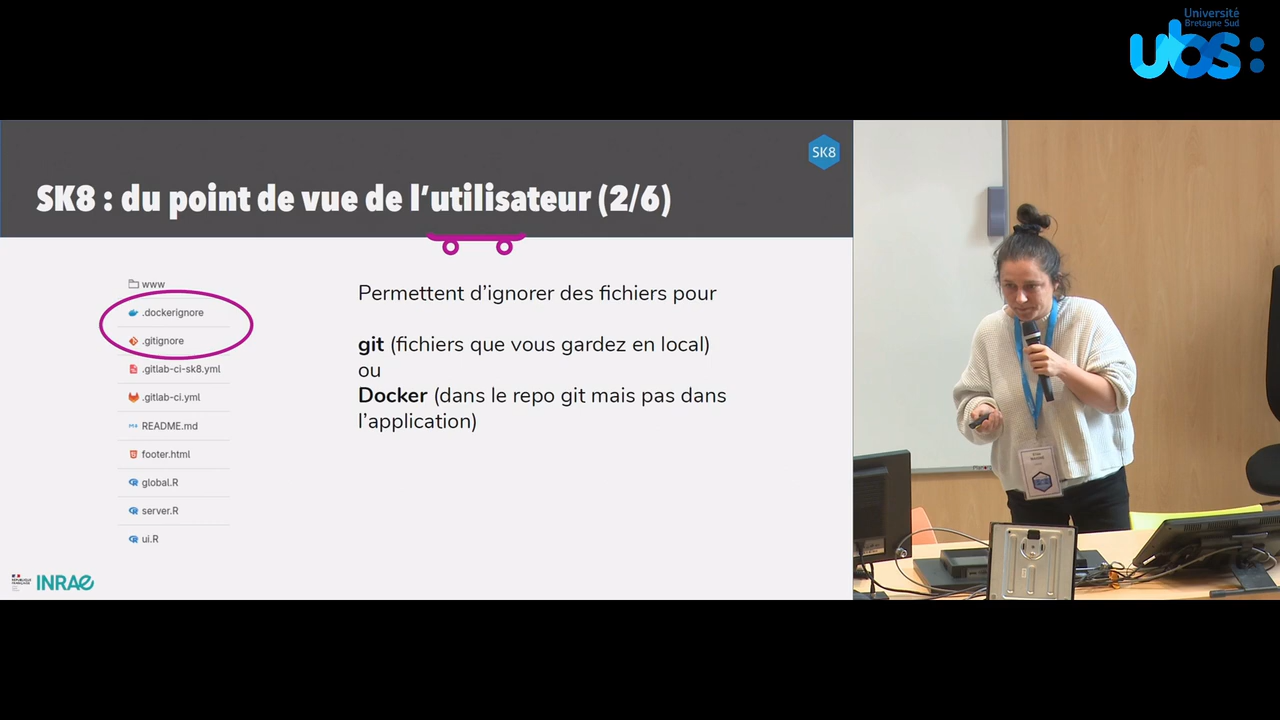 Université
Bretagne Sud
ubs:
SK8
SK8 : du point de vue de l'utilisateur (2/6)
www
.dockerignore
.gitignore
.gitlab-ci-sk8.yml
.gitlab-ci.yml
README.md
footer.html
global.R
server.R
ui.R
Permettent d'ignorer des fichiers pour
git (fichiers que vous gardez en local)
ou
Docker (dans le repo git mais pas dans
l'application)
INRAE